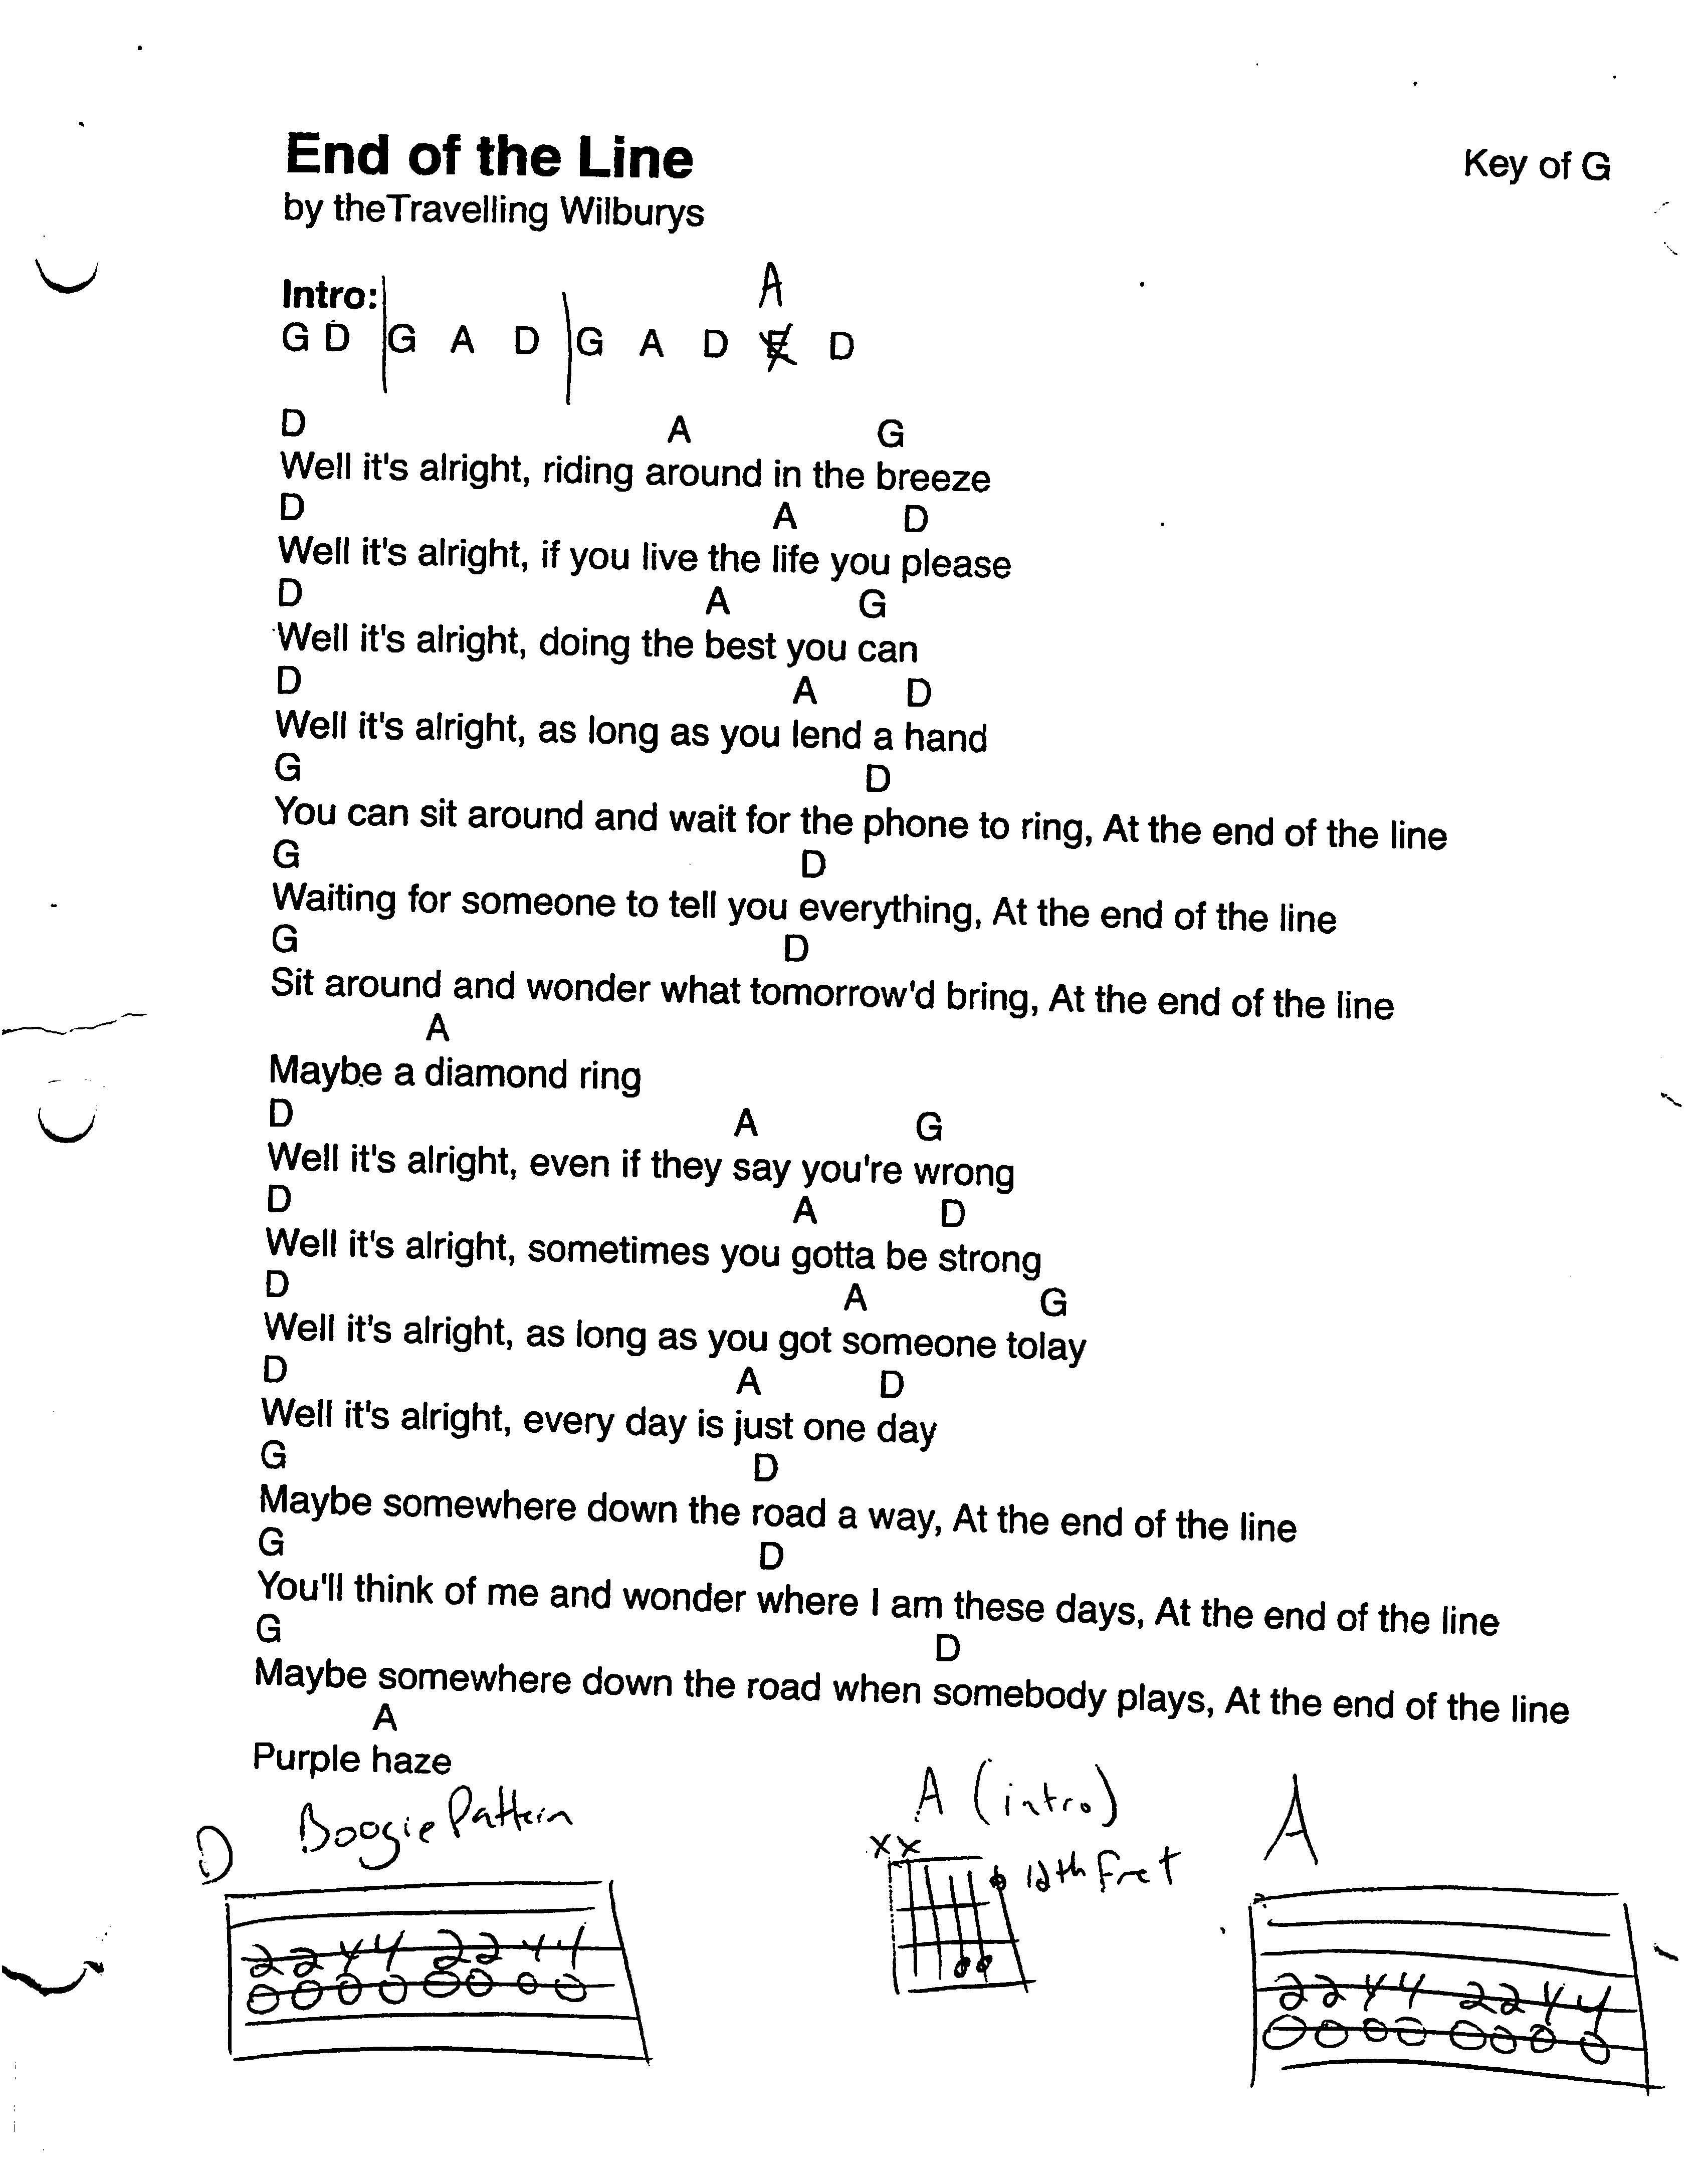 End of the Line
Key of G
by theTravelling Wilburys
A
Intro:
G D G A D G A D E D
D A G
Well it's alright, riding around in the breeze
D A D
Well it's alright, if you live the life you please
D A G
Well it's alright, doing the best you can
D A D
Well it's alright, as long as you lend a hand
G D
You can sit around and wait for the phone to ring, At the end of the line
G D
Waiting for someone to tell you everything, At the end of the line
G D
Sit around and wonder what tomorrow'd bring, At the end of the line
A
Maybe a diamond ring
D A G
Well it's alright, even if they say you're wrong
D A D
Well it's alright, sometimes you gotta be strong
D A G
Well it's alright, as long as you got someone tolay
D A D
Well it's alright, every day is just one day
G D
Maybe somewhere down the road a way, At the end of the line
G D
You'll think of me and wonder where I am these days, At the end of the line
G D
Maybe somewhere down the road when somebody plays, At the end of the line
A
Purple haze
D Boogie Pattern
2 2 4 4 2 2 4 4
0 0 0 0 0 0 0 0
A (intro)
x x
12th Fret
A
2 2 4 4 2 2 4 4
0 0 0 0 0 0 0 0